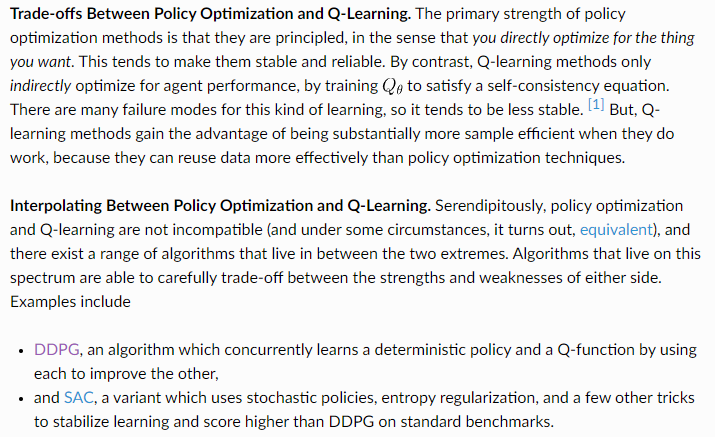 Trade-offs Between Policy Optimization and Q-Learning. The primary strength of policy
optimization methods is that they are principled, in the sense that you directly optimize for the thing
you want. This tends to make them stable and reliable. By contrast, Q-learning methods only
indirectly optimize for agent performance, by training Qθ to satisfy a self-consistency equation.
There are many failure modes for this kind of learning, so it tends to be less stable. [1] But, Q-
learning methods gain the advantage of being substantially more sample efficient when they do
work, because they can reuse data more effectively than policy optimization techniques.
Interpolating Between Policy Optimization and Q-Learning. Serendipitously, policy optimization
and Q-learning are not incompatible (and under some circumstances, it turns out, equivalent), and
there exist a range of algorithms that live in between the two extremes. Algorithms that live on this
spectrum are able to carefully trade-off between the strengths and weaknesses of either side.
Examples include
• DDPG, an algorithm which concurrently learns a deterministic policy and a Q-function by using
each to improve the other,
• and SAC, a variant which uses stochastic policies, entropy regularization, and a few other tricks
to stabilize learning and score higher than DDPG on standard benchmarks.